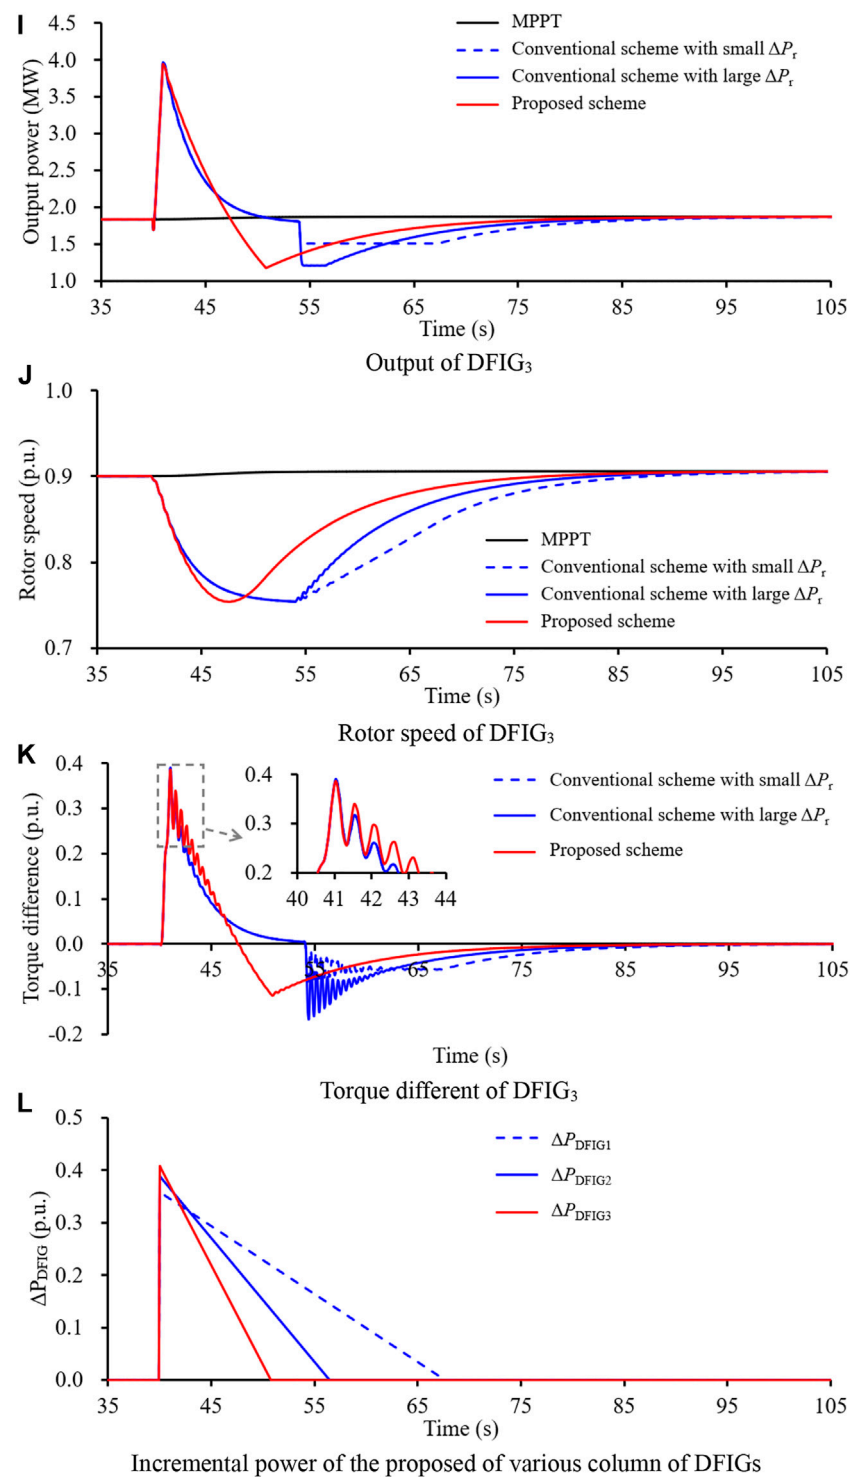 I
4.5
4.0
3.5
3.0
2.5
2.0
1.5
1.0
Output power (MW)
MPPT
Conventional scheme with small ΔPr
Conventional scheme with large ΔPr
Proposed scheme
35 45 55 65 75 85 95 105
Time (s)
Output of DFIG3
J
1.0
0.9
0.8
0.7
Rotor speed (p.u.)
MPPT
Conventional scheme with small ΔPr
Conventional scheme with large ΔPr
Proposed scheme
35 45 55 65 75 85 95 105
Time (s)
Rotor speed of DFIG3
K
0.4
0.3
0.2
0.1
0.0
-0.1
-0.2
Torque difference (p.u.)
0.4
0.3
0.2
40 41 42 43 44
Conventional scheme with small ΔPr
Conventional scheme with large ΔPr
Proposed scheme
35 45 55 65 75 85 95 105
Time (s)
Torque different of DFIG3
L
0.5
0.4
0.3
0.2
0.1
0.0
ΔPDFIG (p.u.)
ΔPDFIG1
ΔPDFIG2
ΔPDFIG3
35 45 55 65 75 85 95 105
Time (s)
Incremental power of the proposed of various column of DFIGs